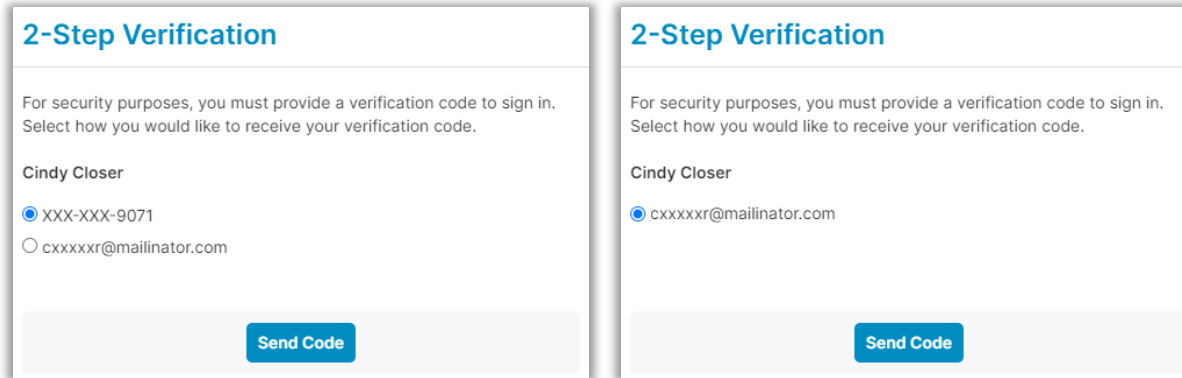 2-Step Verification
For security purposes, you must provide a verification code to sign in.
Select how you would like to receive your verification code.
Cindy Closer
XXX-XXX-9071
cxxxxxr@mailinator.com
Send Code
2-Step Verification
For security purposes, you must provide a verification code to sign in.
Select how you would like to receive your verification code.
Cindy Closer
cxxxxxr@mailinator.com
Send Code